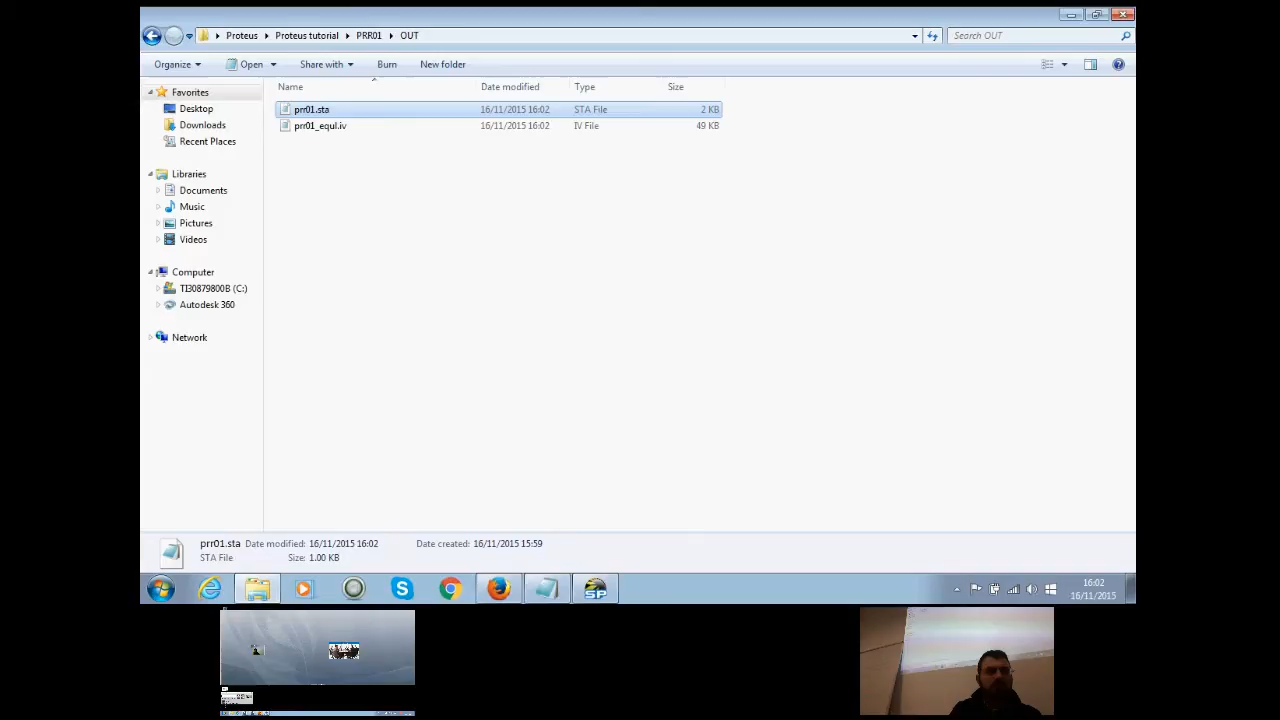 Proteus Proteus tutorial PRR01 OUT
Search OUT
Organize Open Share with Burn New folder
Name Date modified Type Size
Favorites
Desktop
Downloads
Recent Places
Libraries
Documents
Music
Pictures
Videos
Computer
TI30879800B (C:)
Autodesk 360
Network
prr01.sta 16/11/2015 16:02 STA File 2 KB
prr01_equl.iv 16/11/2015 16:02 IV File 49 KB
prr01.sta Date modified: 16/11/2015 16:02 Date created: 16/11/2015 15:59
STA File Size: 1.00 KB
SP
16:02
16/11/2015